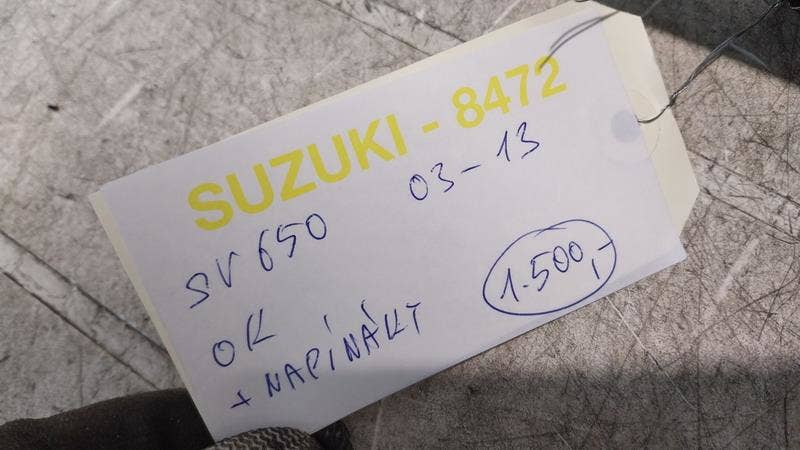 SUZUKI - 8472
SV 650 03-13
OK 1.500,-
+ NAPÍNÁKY